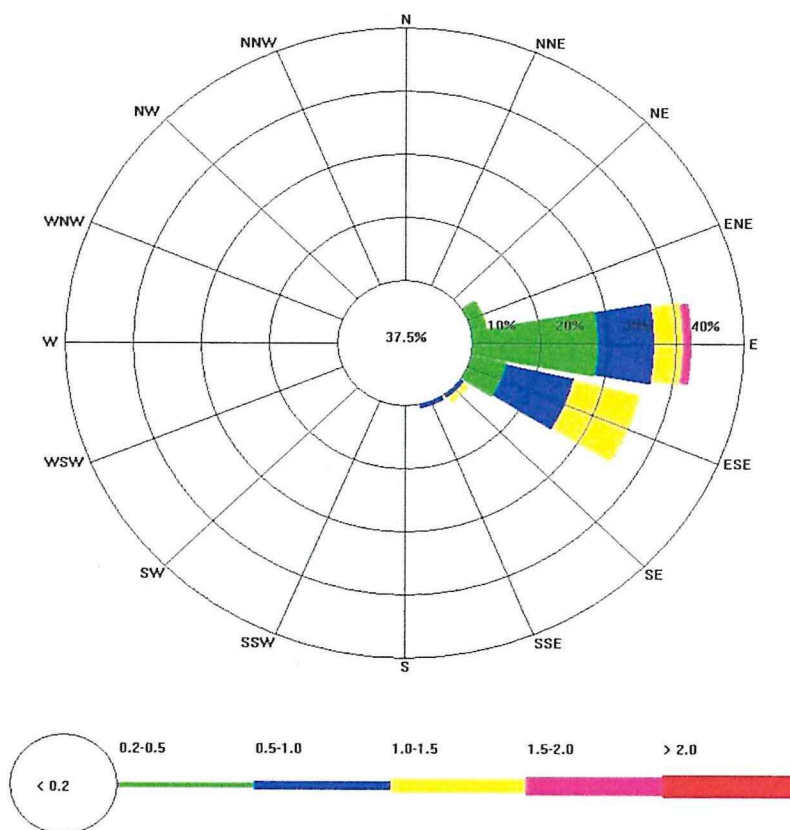 N
NNW NNE
NW NE
WNW ENE
10% 20% 30% 40%
W 37.5% E
WSW ESE
SW SE
SSW SSE
S
0.2-0.5 0.5-1.0 1.0-1.5 1.5-2.0 > 2.0
< 0.2